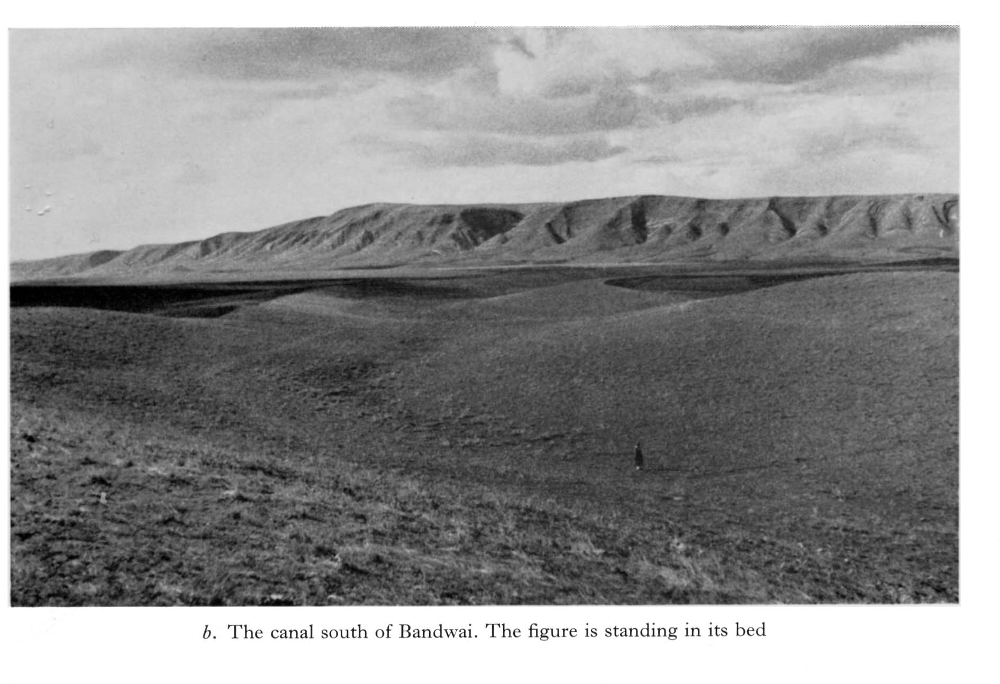 b. The canal south of Bandwai. The figure is standing in its bed